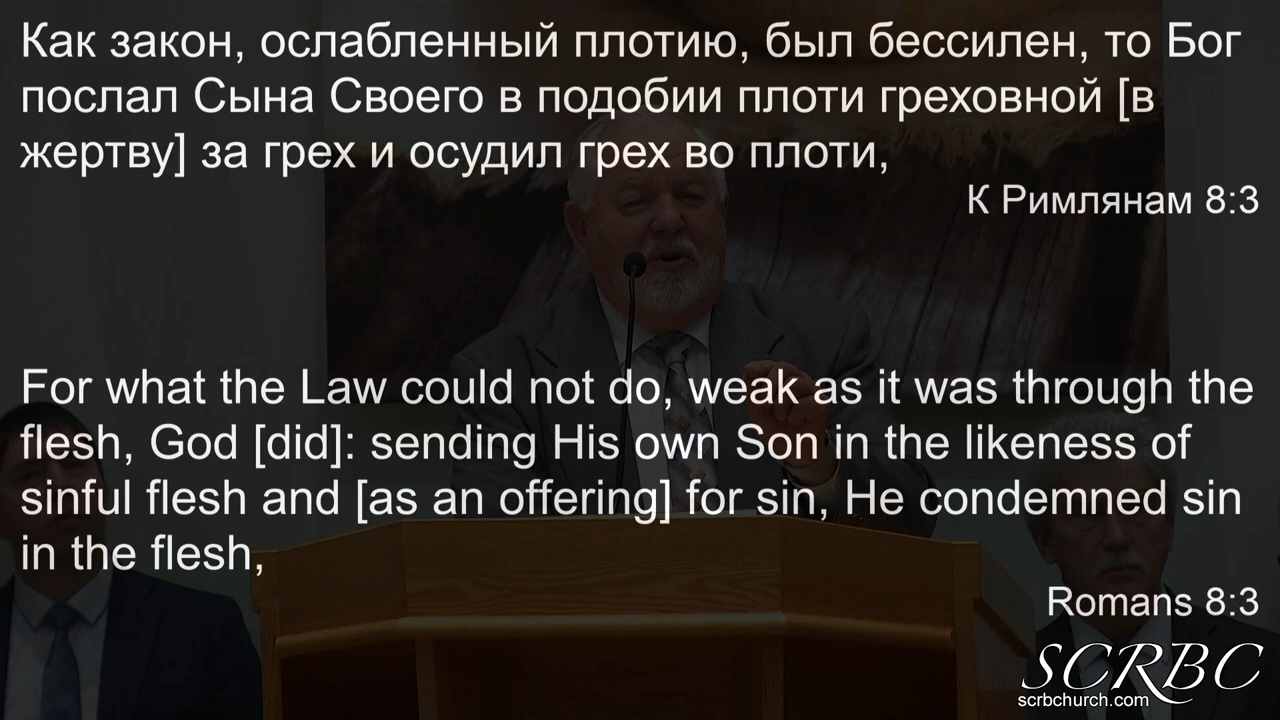 Как закон, ослабленный плотию, был бессилен, то Бог
послал Сына Своего в подобии плоти греховной [в
жертву] за грех и осудил грех во плоти,
К Римлянам 8:3
For what the Law could not do, weak as it was through the
flesh, God [did]: sending His own Son in the likeness of
sinful flesh and [as an offering] for sin, He condemned sin
in the flesh,
Romans 8:3
SCRBC
scrbchurch.com